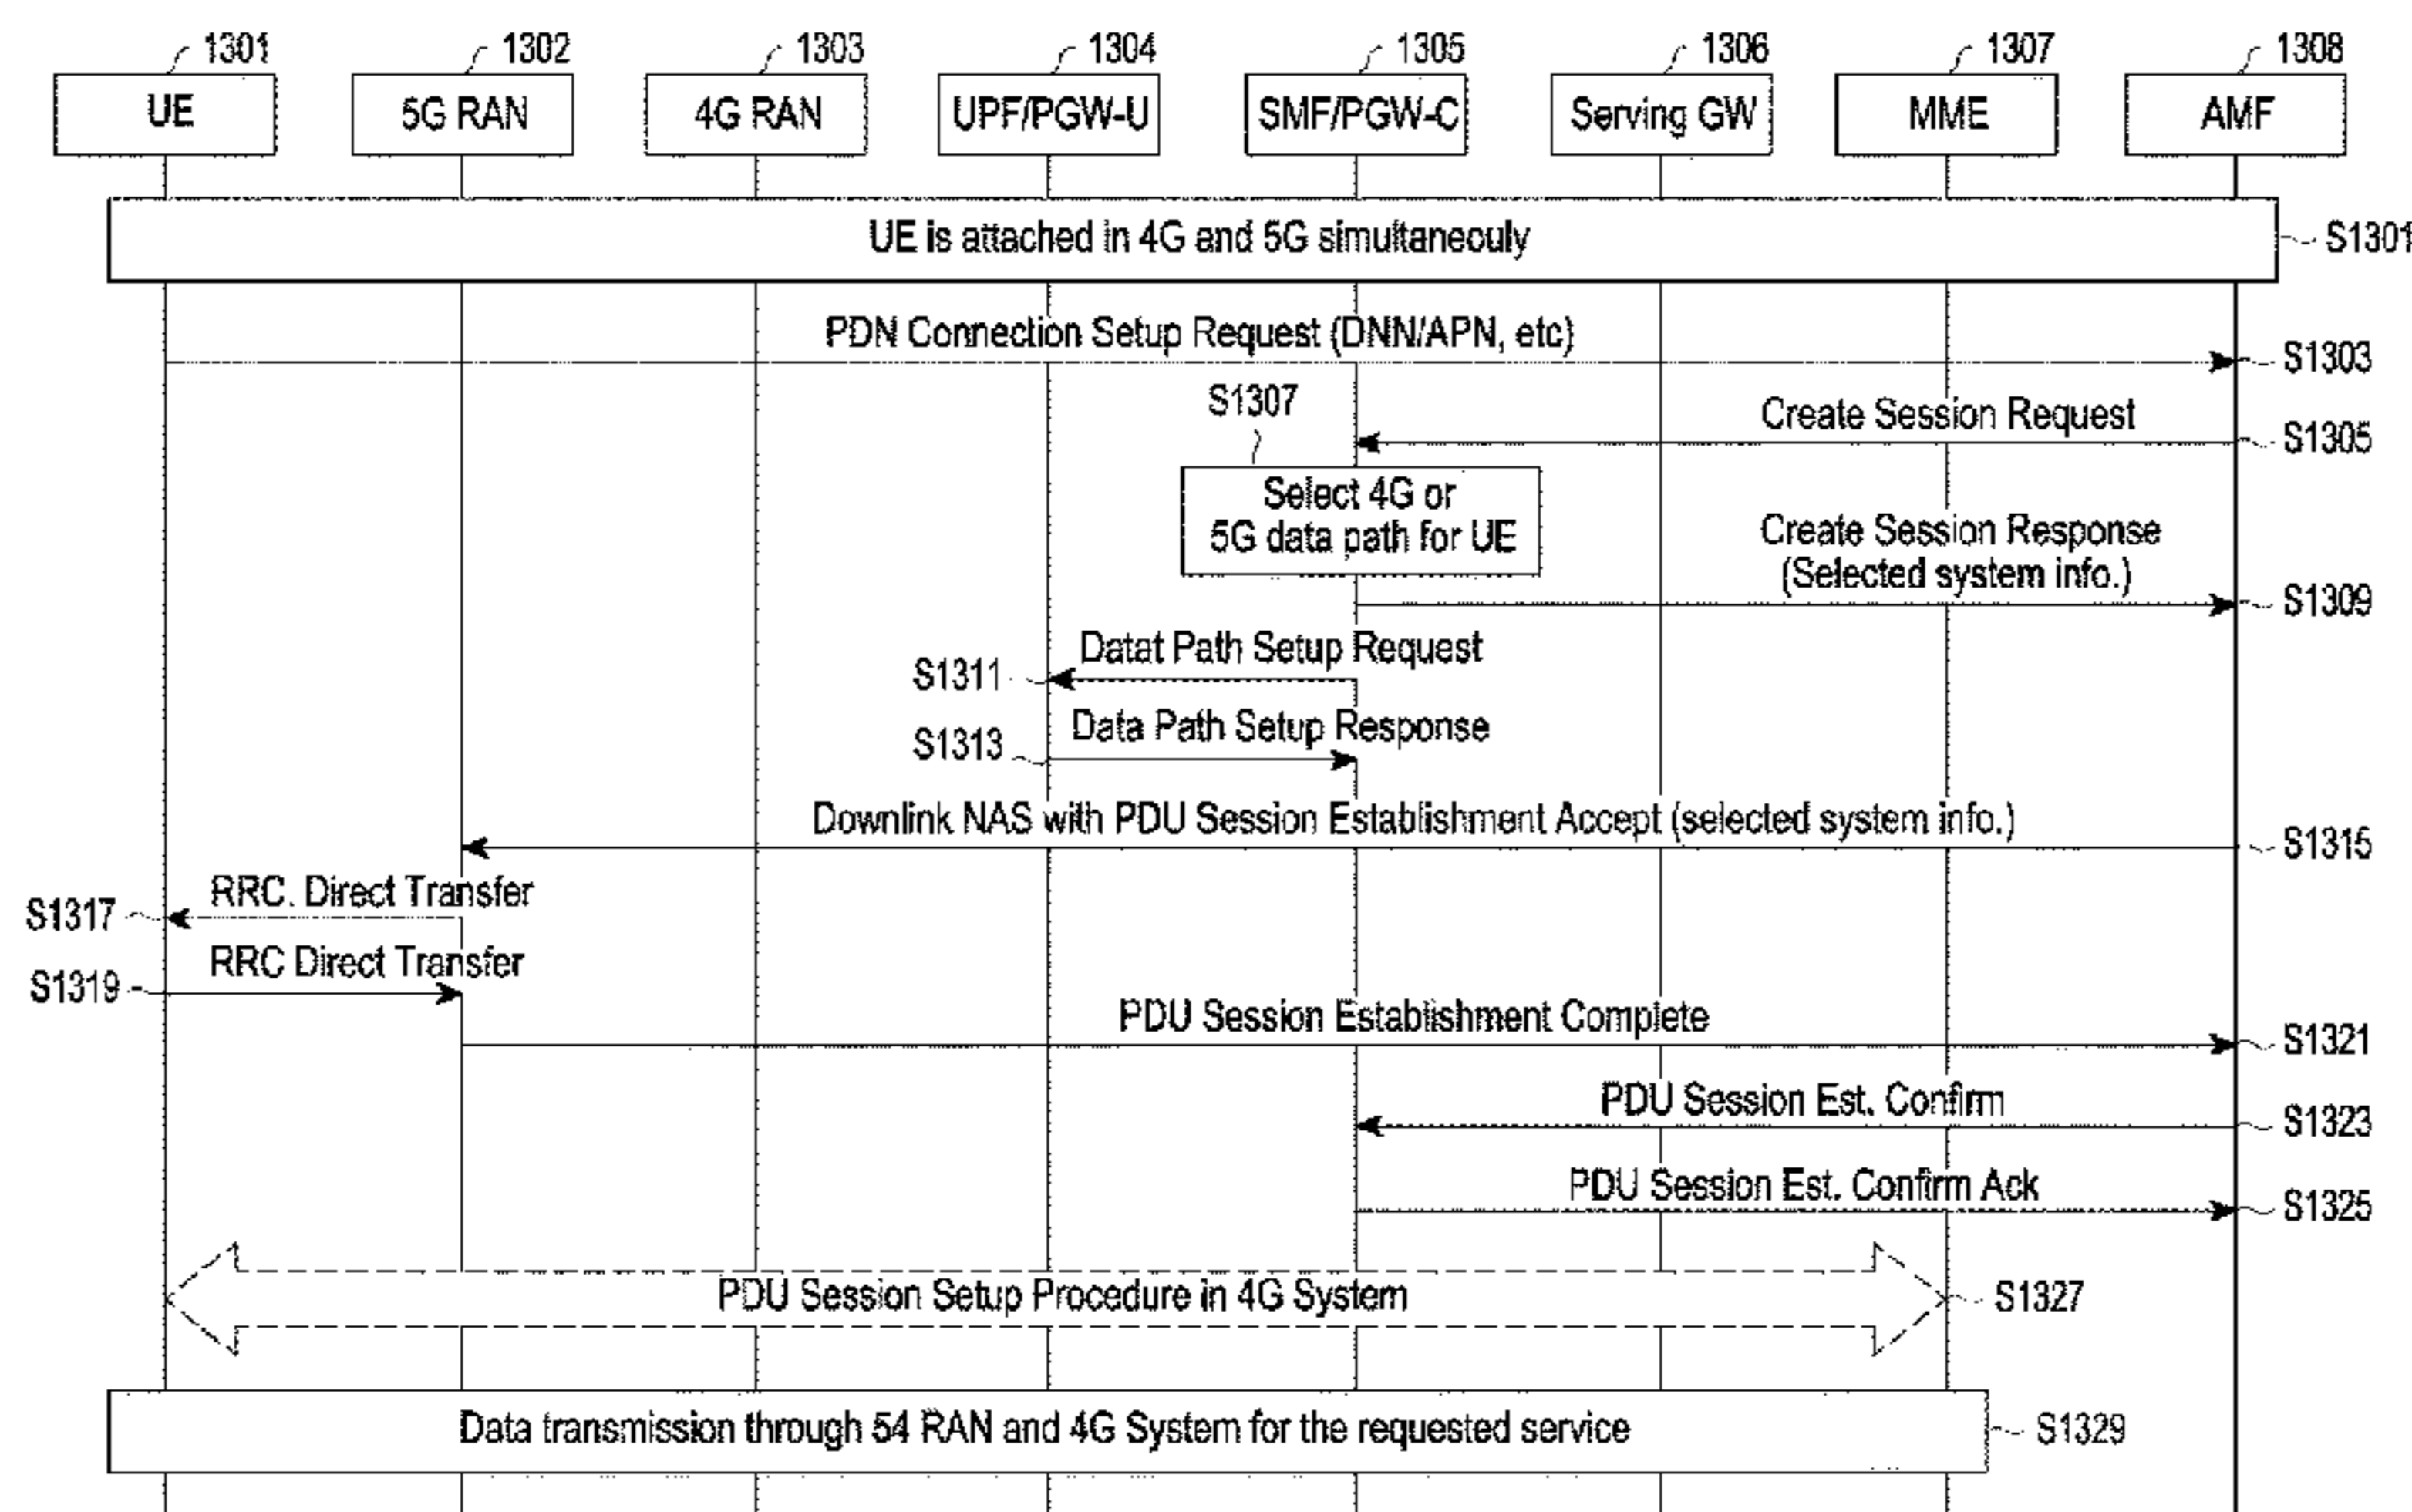 1301
1302
1303
1304
1305
1306
1307
1308
UE
5G RAN
4G RAN
UPF/PGW-U
SMF/PGW-C
Serving GW
MME
AMF
UE is attached in 4G and 5G simultaneouly
S1301
PDN Connection Setup Request (DNN/APN, etc)
S1303
S1307
Create Session Request
S1305
Select 4G or
5G data path for UE
Create Session Response
(Selected system info.)
S1309
Datat Path Setup Request
S1311
Data Path Setup Response
S1313
Downlink NAS with PDU Session Establishment Accept (selected system info.)
S1315
RRC. Direct Transfer
S1317
RRC Direct Transfer
S1319
PDU Session Establishment Complete
S1321
PDU Session Est. Confirm
S1323
PDU Session Est. Confirm Ack
S1325
PDU Session Setup Procedure in 4G System
S1327
Data transmission through 54 RAN and 4G System for the requested service
S1329